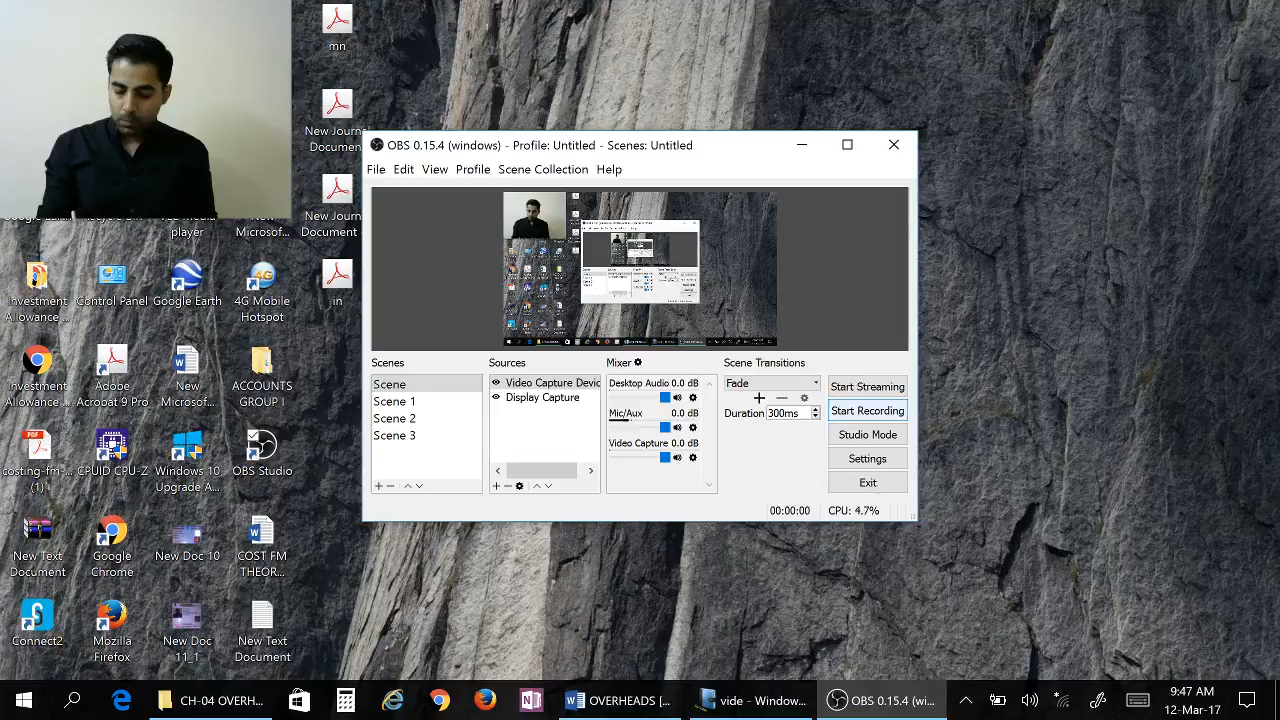 mn
New Journal
Documen
New Journ
Document
in
player
New
Microsof...
Investment
Allowance ...
Control Panel
Google Earth
4G Mobile
Hotspot
Investment
Allowance ...
Adobe
Acrobat 9 Pro
New
Microsof...
ACCOUNTS
GROUP I
PDF
costing-fm-...
(1)
CPUID CPU-Z
Windows 10
Upgrade A...
OBS Studio
New Text
Document
Google
Chrome
New Doc 10
COST FM
THEOR...
Connect2
Mozilla
Firefox
New Doc
11_1
New Text
Document
OBS 0.15.4 (windows) - Profile: Untitled - Scenes: Untitled
File Edit View Profile Scene Collection Help
Scenes
Scene
Scene 1
Scene 2
Scene 3
Sources
Video Capture Devic
Display Capture
Mixer
Desktop Audio 0.0 dB
Mic/Aux 0.0 dB
Video Capture 0.0 dB
Scene Transitions
Fade
Duration 300ms
Start Streaming
Start Recording
Studio Mode
Settings
Exit
00:00:00 CPU: 4.7%
CH-04 OVERH...
OVERHEADS [...
vide - Window...
OBS 0.15.4 (wi...
9:47 AM
12-Mar-17